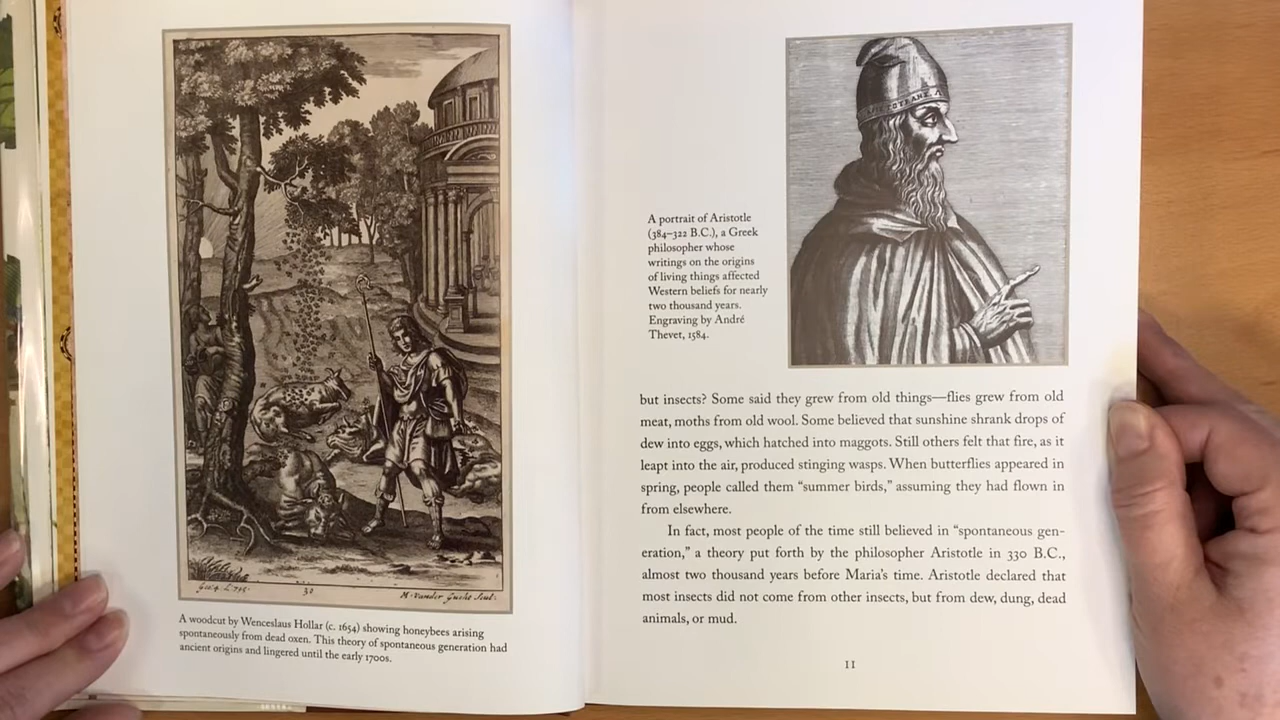 Geo: 4. L. 795.
30
M. Vander Gucht Scul:
A woodcut by Wenceslaus Hollar (c. 1654) showing honeybees arising
spontaneously from dead oxen. This theory of spontaneous generation had
ancient origins and lingered until the early 1700s.
A portrait of Aristotle
(384–322 B.C.), a Greek
philosopher whose
writings on the origins
of living things affected
Western beliefs for nearly
two thousand years.
Engraving by André
Thevet, 1584.
but insects? Some said they grew from old things—flies grew from old
meat, moths from old wool. Some believed that sunshine shrank drops of
dew into eggs, which hatched into maggots. Still others felt that fire, as it
leapt into the air, produced stinging wasps. When butterflies appeared in
spring, people called them “summer birds,” assuming they had flown in
from elsewhere.
In fact, most people of the time still believed in “spontaneous gen-
eration,” a theory put forth by the philosopher Aristotle in 330 B.C.,
almost two thousand years before Maria’s time. Aristotle declared that
most insects did not come from other insects, but from dew, dung, dead
animals, or mud.
11